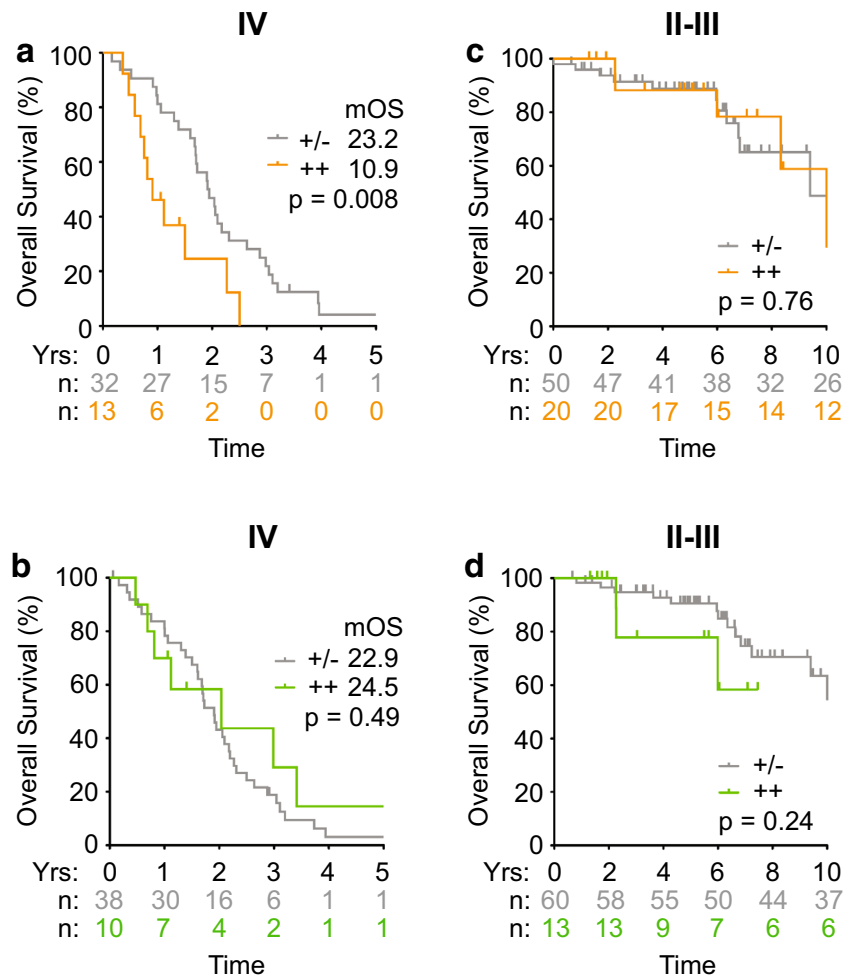 a
IV
Overall Survival (%)
100
80
60
40
20
0
mOS
+/- 23.2
++ 10.9
p = 0.008
Yrs: 0 1 2 3 4 5
n: 32 27 15 7 1 1
n: 13 6 2 0 0 0
Time
c
II-III
Overall Survival (%)
100
80
60
40
20
0
+/-
++
p = 0.76
Yrs: 0 2 4 6 8 10
n: 50 47 41 38 32 26
n: 20 20 17 15 14 12
Time
b
IV
Overall Survival (%)
100
80
60
40
20
0
mOS
+/- 22.9
++ 24.5
p = 0.49
Yrs: 0 1 2 3 4 5
n: 38 30 16 6 1 1
n: 10 7 4 2 1 1
Time
d
II-III
Overall Survival (%)
100
80
60
40
20
0
+/-
++
p = 0.24
Yrs: 0 2 4 6 8 10
n: 60 58 55 50 44 37
n: 13 13 9 7 6 6
Time